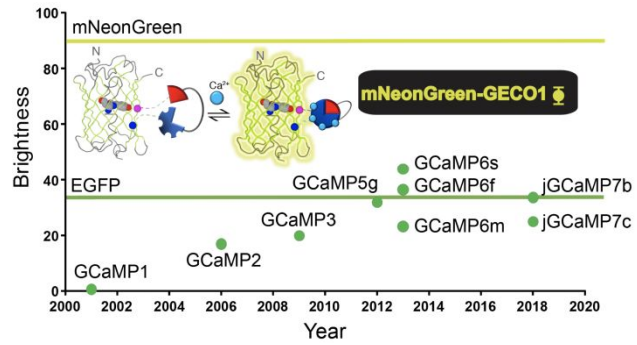 mNeonGreen
100
80
60
40
20
0
Brightness
N
C
Ca²⁺
N
C
mNeonGreen-GECO1
EGFP
GCaMP1
GCaMP2
GCaMP3
GCaMP5g
GCaMP6s
GCaMP6f
GCaMP6m
jGCaMP7b
jGCaMP7c
2000 2002 2004 2006 2008 2010 2012 2014 2016 2018 2020
Year